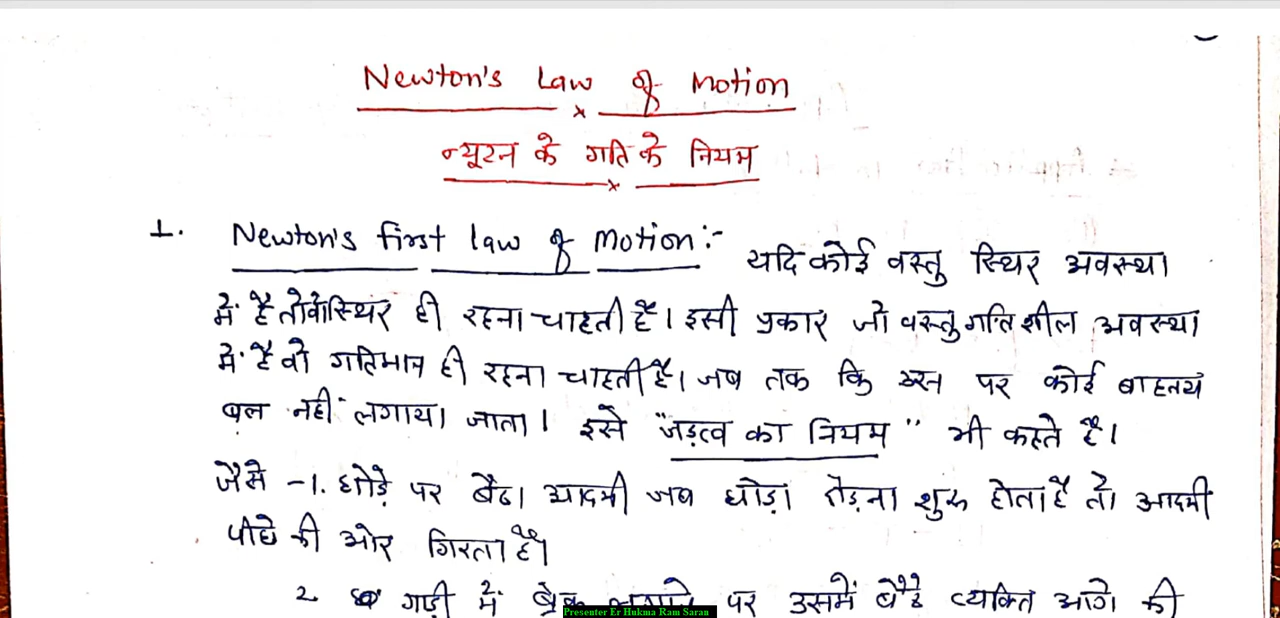 Newton's Law of Motion
न्यूटन के गति के नियम
1. Newton's first law of Motion:- यदि कोई वस्तु स्थिर अवस्था
में है तो वो स्थिर ही रहना चाहती है। इसी प्रकार जो वस्तु गति शील अवस्था
में है वो गतिमान ही रहना चाहती है। जब तक कि उस पर कोई बाहत्य
बल नहीं लगाया जाता। इसे "जड़त्व का नियम" भी कहते है।
जैसे -1. घोड़े पर बैठा आदमी जब घोड़ा दोड़ना शुरू होता है तो आदमी
पीछे की ओर गिरता है।
2. गाड़ी में ब्रेक लगाने पर उसमें बैठे व्यक्ति आगे की
Presenter Er Hukma Ram Saran